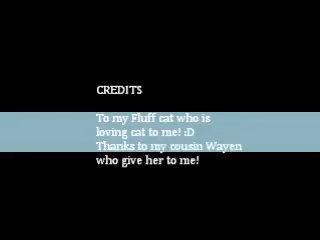 CREDITS
To my Fluff cat who is
loving cat to me! :D
Thanks to my cousin Wayen
who give her to me!